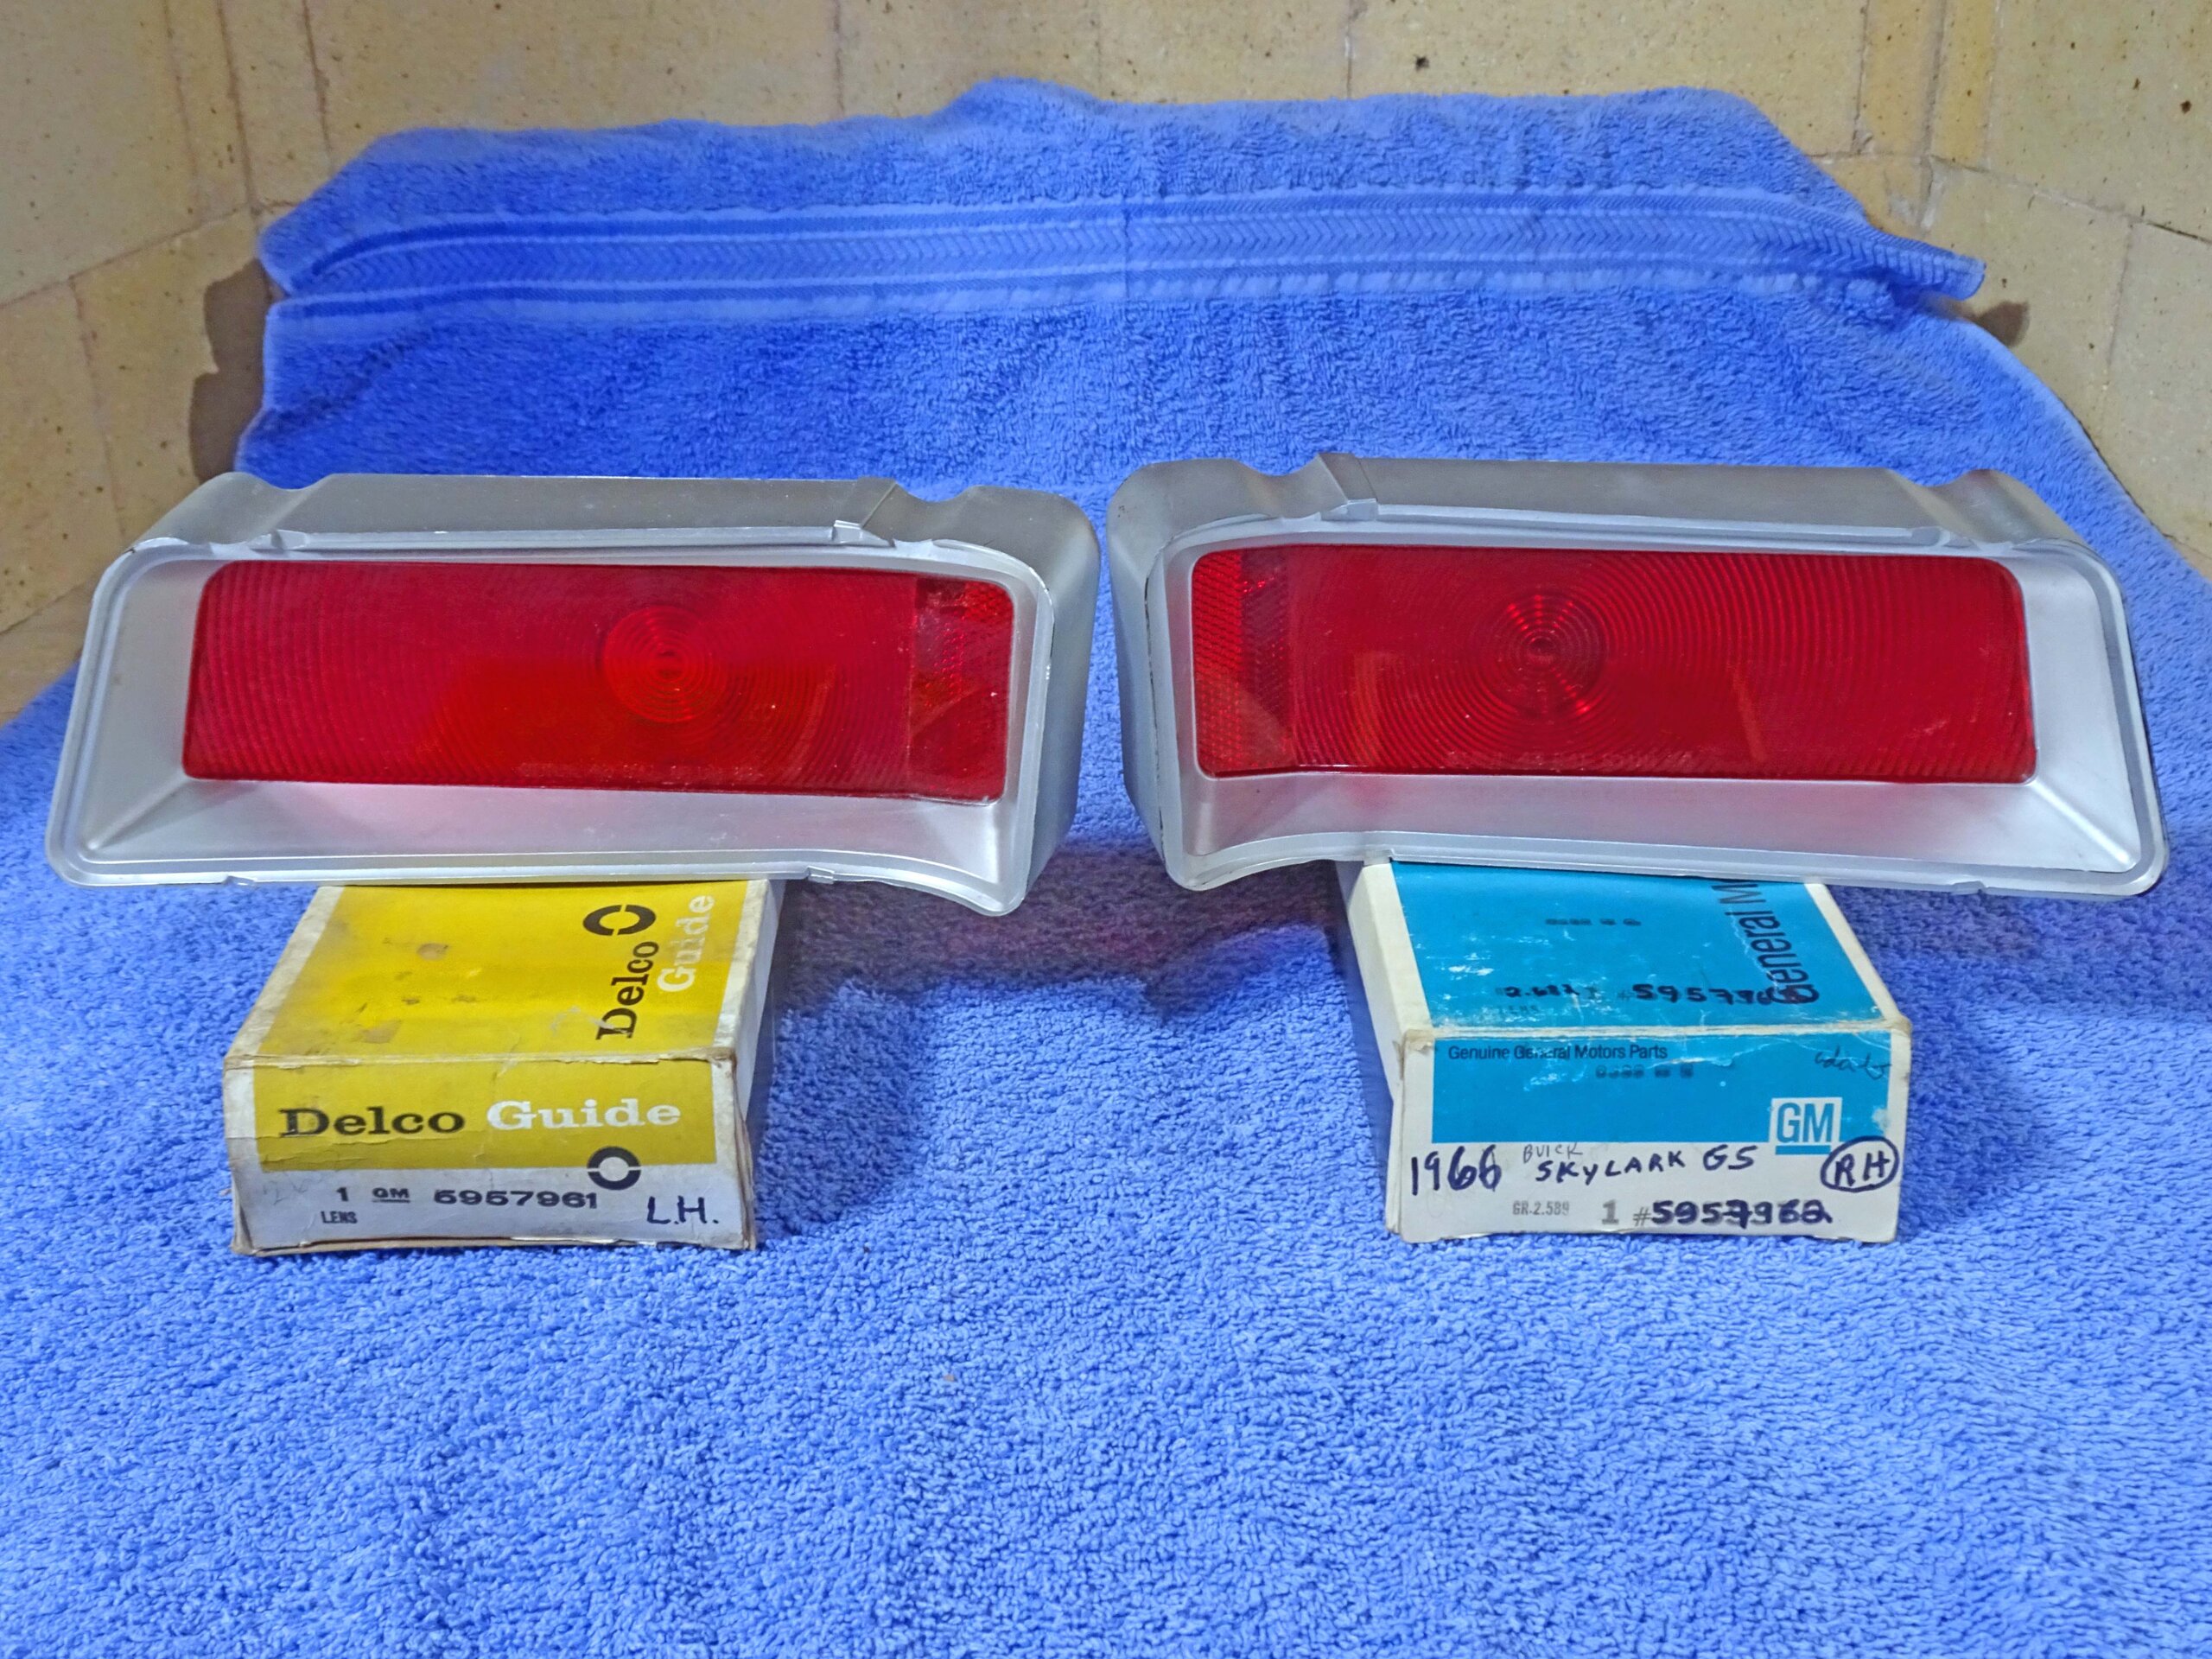 Delco
Guide
Delco Guide
1 GM 5957961
LENS
L.H.
General M
Genuine General Motors Parts
GM
1966 BUICK SKYLARK GS
RH
GR.2.589 1 #5957962